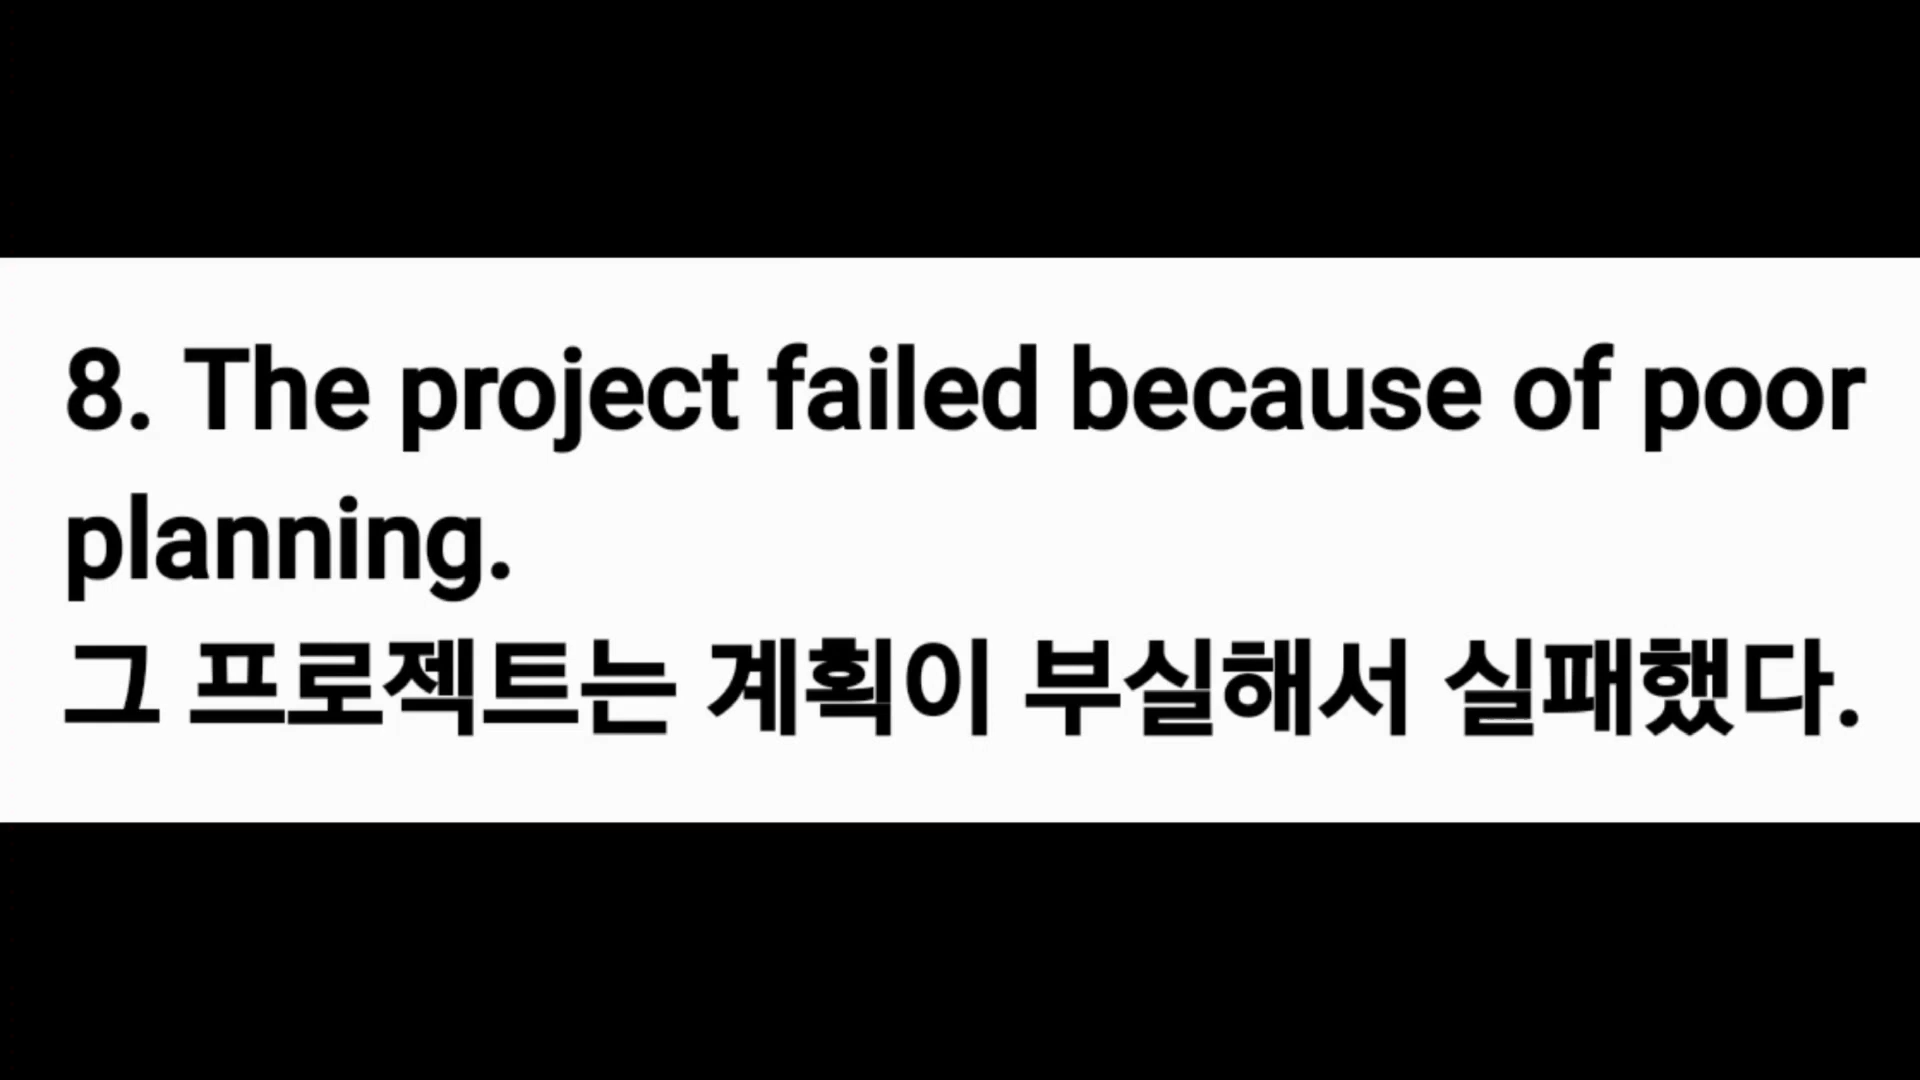 8. The project failed because of poor
planning.
그 프로젝트는 계획이 부실해서 실패했다.